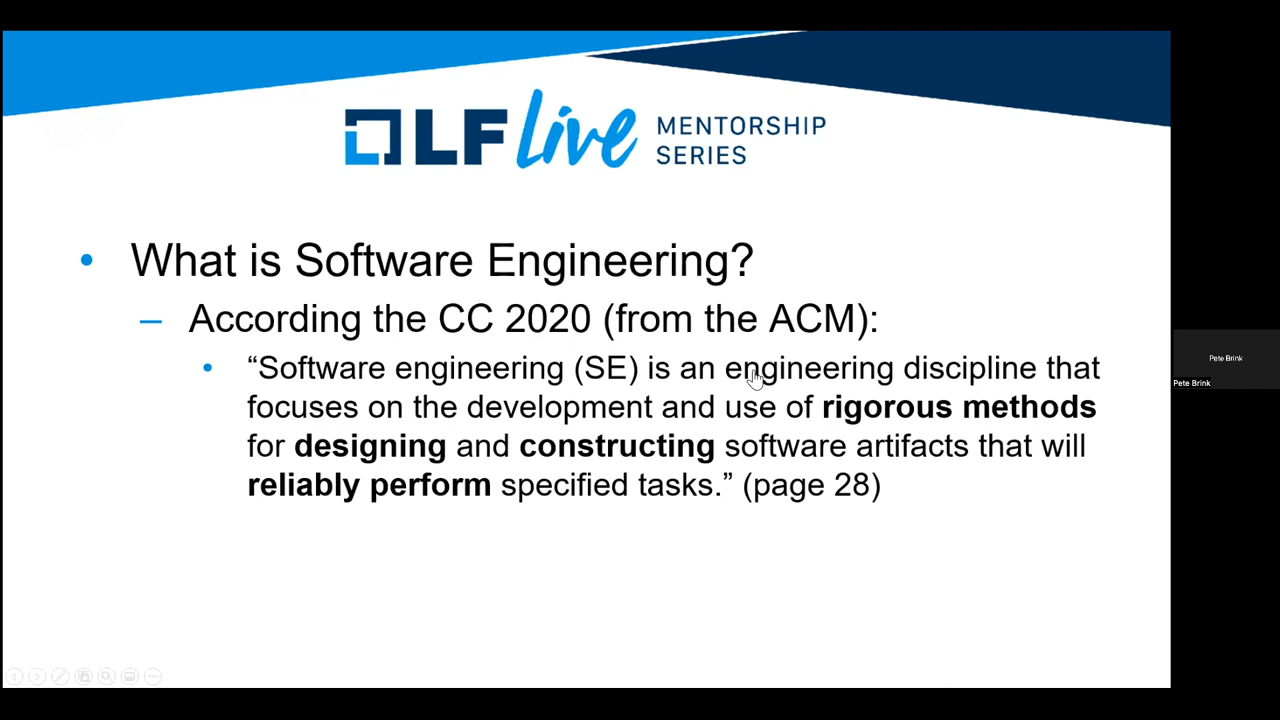 LF live MENTORSHIP
SERIES
• What is Software Engineering?
– According the CC 2020 (from the ACM):
• “Software engineering (SE) is an engineering discipline that
focuses on the development and use of rigorous methods
for designing and constructing software artifacts that will
reliably perform specified tasks.” (page 28)
Pete Brink
Pete Brink